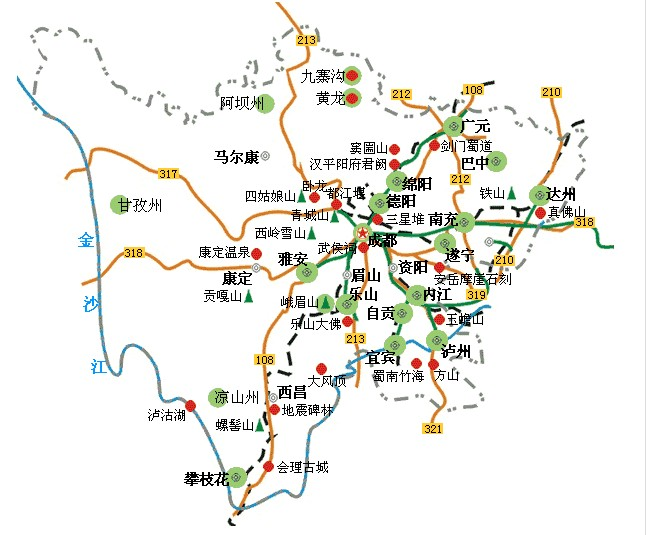 213
九寨沟
212
108
210
黄龙
阿坝州
广元
窦圌山
剑门蜀道
马尔康
汉平阳府君阙
巴中
317
卧龙
绵阳
212
四姑娘山
都江堰
德阳
铁山
达州
甘孜州
青城山
三星堆
南充
真佛山
318
金
西岭雪山
成都
武侯祠
318
康定温泉
雅安
遂宁
210
康定
眉山
资阳
安岳摩崖石刻
贡嘎山
峨眉山
乐山
内江
319
沙
自贡
玉蟾山
乐山大佛
213
宜宾
泸州
江
108
大风顶
蜀南竹海
方山
凉山州
西昌
泸沽湖
地震碑林
螺髻山
321
会理古城
攀枝花